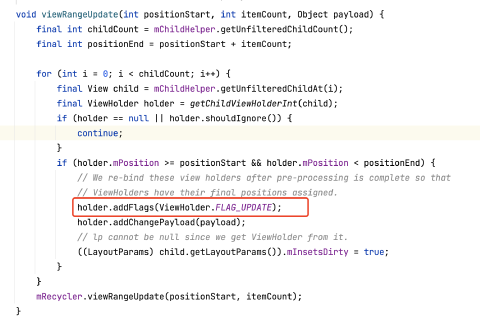 void viewRangeUpdate(int positionStart, int itemCount, Object payload) {
final int childCount = mChildHelper.getUnfilteredChildCount();
final int positionEnd = positionStart + itemCount;
for (int i = 0; i < childCount; i++) {
final View child = mChildHelper.getUnfilteredChildAt(i);
final ViewHolder holder = getChildViewHolderInt(child);
if (holder == null || holder.shouldIgnore()) {
continue;
}
if (holder.mPosition >= positionStart && holder.mPosition < positionEnd) {
// We re-bind these view holders after pre-processing is complete so that
// ViewHolders have their final positions assigned.
holder.addFlags(ViewHolder.FLAG_UPDATE);
holder.addChangePayload(payload);
// lp cannot be null since we get ViewHolder from it.
((LayoutParams) child.getLayoutParams()).mInsetsDirty = true;
}
}
mRecycler.viewRangeUpdate(positionStart, itemCount);
}